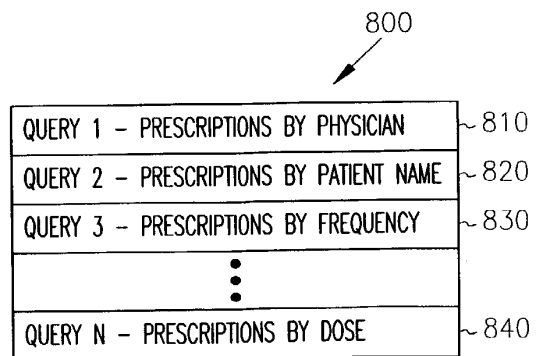 800
QUERY 1 – PRESCRIPTIONS BY PHYSICIAN 810
QUERY 2 – PRESCRIPTIONS BY PATIENT NAME 820
QUERY 3 – PRESCRIPTIONS BY FREQUENCY 830
QUERY N – PRESCRIPTIONS BY DOSE 840